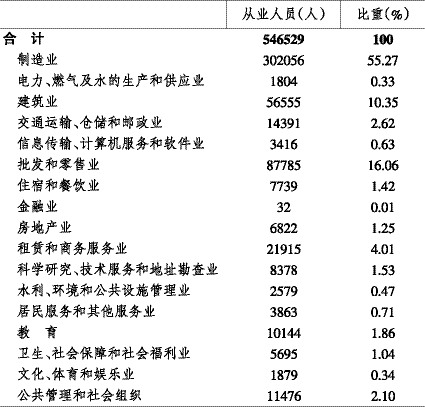 从业人员(人) 比重(%)
合 计 546529 100
制造业 302056 55.27
电力、燃气及水的生产和供应业 1804 0.33
建筑业 56555 10.35
交通运输、仓储和邮政业 14391 2.62
信息传输、计算机服务和软件业 3416 0.63
批发和零售业 87785 16.06
住宿和餐饮业 7739 1.42
金融业 32 0.01
房地产业 6822 1.25
租赁和商务服务业 21915 4.01
科学研究、技术服务和地址勘查业 8378 1.53
水利、环境和公共设施管理业 2579 0.47
居民服务和其他服务业 3863 0.71
教 育 10144 1.86
卫生、社会保障和社会福利业 5695 1.04
文化、体育和娱乐业 1879 0.34
公共管理和社会组织 11476 2.10